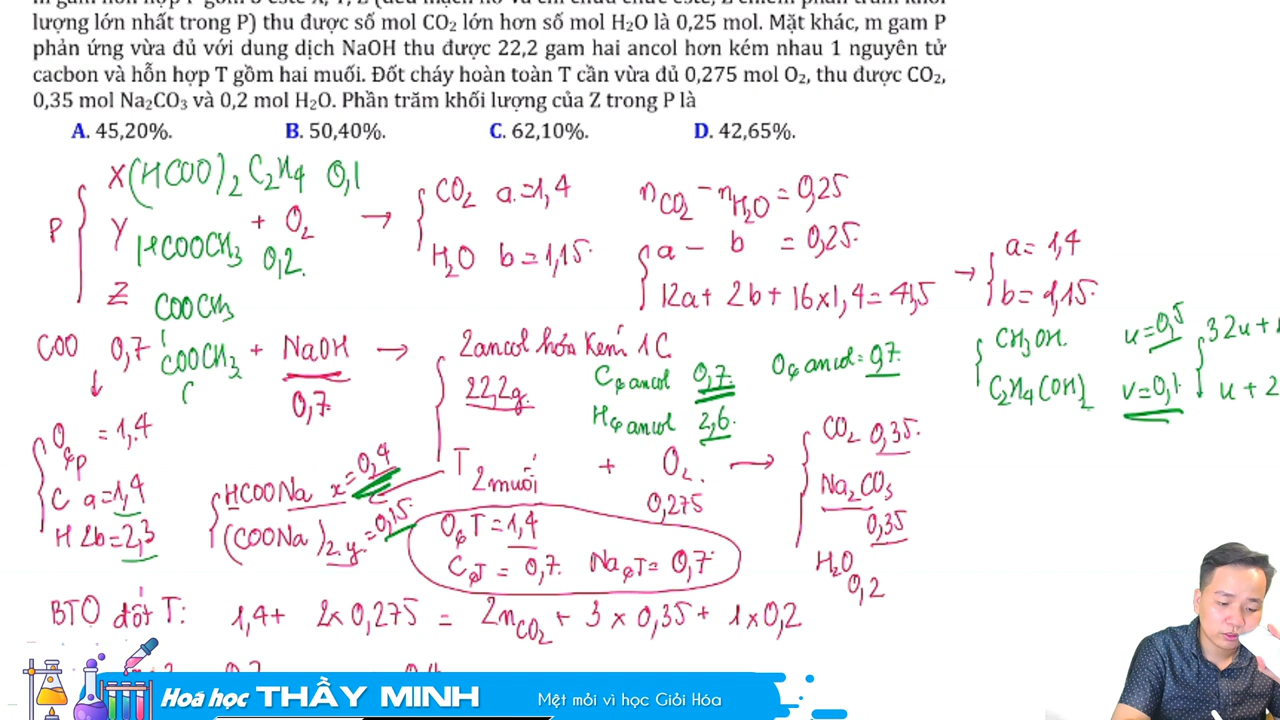 m gam hỗn hợp P gồm 3 este X, Y, Z (đều mạch hở và chỉ chứa chức este, Z chiếm phần trăm khối
lượng lớn nhất trong P) thu được số mol CO₂ lớn hơn số mol H₂O là 0,25 mol. Mặt khác, m gam P
phản ứng vừa đủ với dung dịch NaOH thu được 22,2 gam hai ancol hơn kém nhau 1 nguyên tử
cacbon và hỗn hợp T gồm hai muối. Đốt cháy hoàn toàn T cần vừa đủ 0,275 mol O₂, thu được CO₂,
0,35 mol Na₂CO₃ và 0,2 mol H₂O. Phần trăm khối lượng của Z trong P là
A. 45,20%. B. 50,40%. C. 62,10%. D. 42,65%.
X (HCOO)₂C₂H₄ 0,1
P Y HCOOCH₃ 0,2. + O₂ → CO₂ a=1,4
H₂O b=1,15.
nCO₂ - nH₂O = 0,25
a - b = 0,25.
12a + 2b + 16x1,4 = 41,5
→ a = 1,4
b = 1,15.
Z COOCH₃
COOCH₃
COO 0,7 + NaOH → 2 ancol hơn kém 1C
0,7 22,2g.
C ancol 0,7.
H ancol 2,6.
O ancol = 0,7.
CH₃OH. u = 0,5
C₂H₄(OH)₂ v = 0,1
32u +
u + 2
O P = 1,4
C a = 1,4
H 2b = 2,3
HCOONa x = 0,4
(COONa)₂ y = 0,15.
T 2 muối + O₂ → CO₂ 0,35.
0,275
Na₂CO₃ 0,35
H₂O 0,2
O T = 1,4
C T = 0,7. Na T = 0,7
BTO đốt T: 1,4 + 2x0,275 = 2nCO₂ + 3 x 0,35 + 1x0,2
Hoá học THẦY MINH
Mệt mỏi vì học Giỏi Hóa